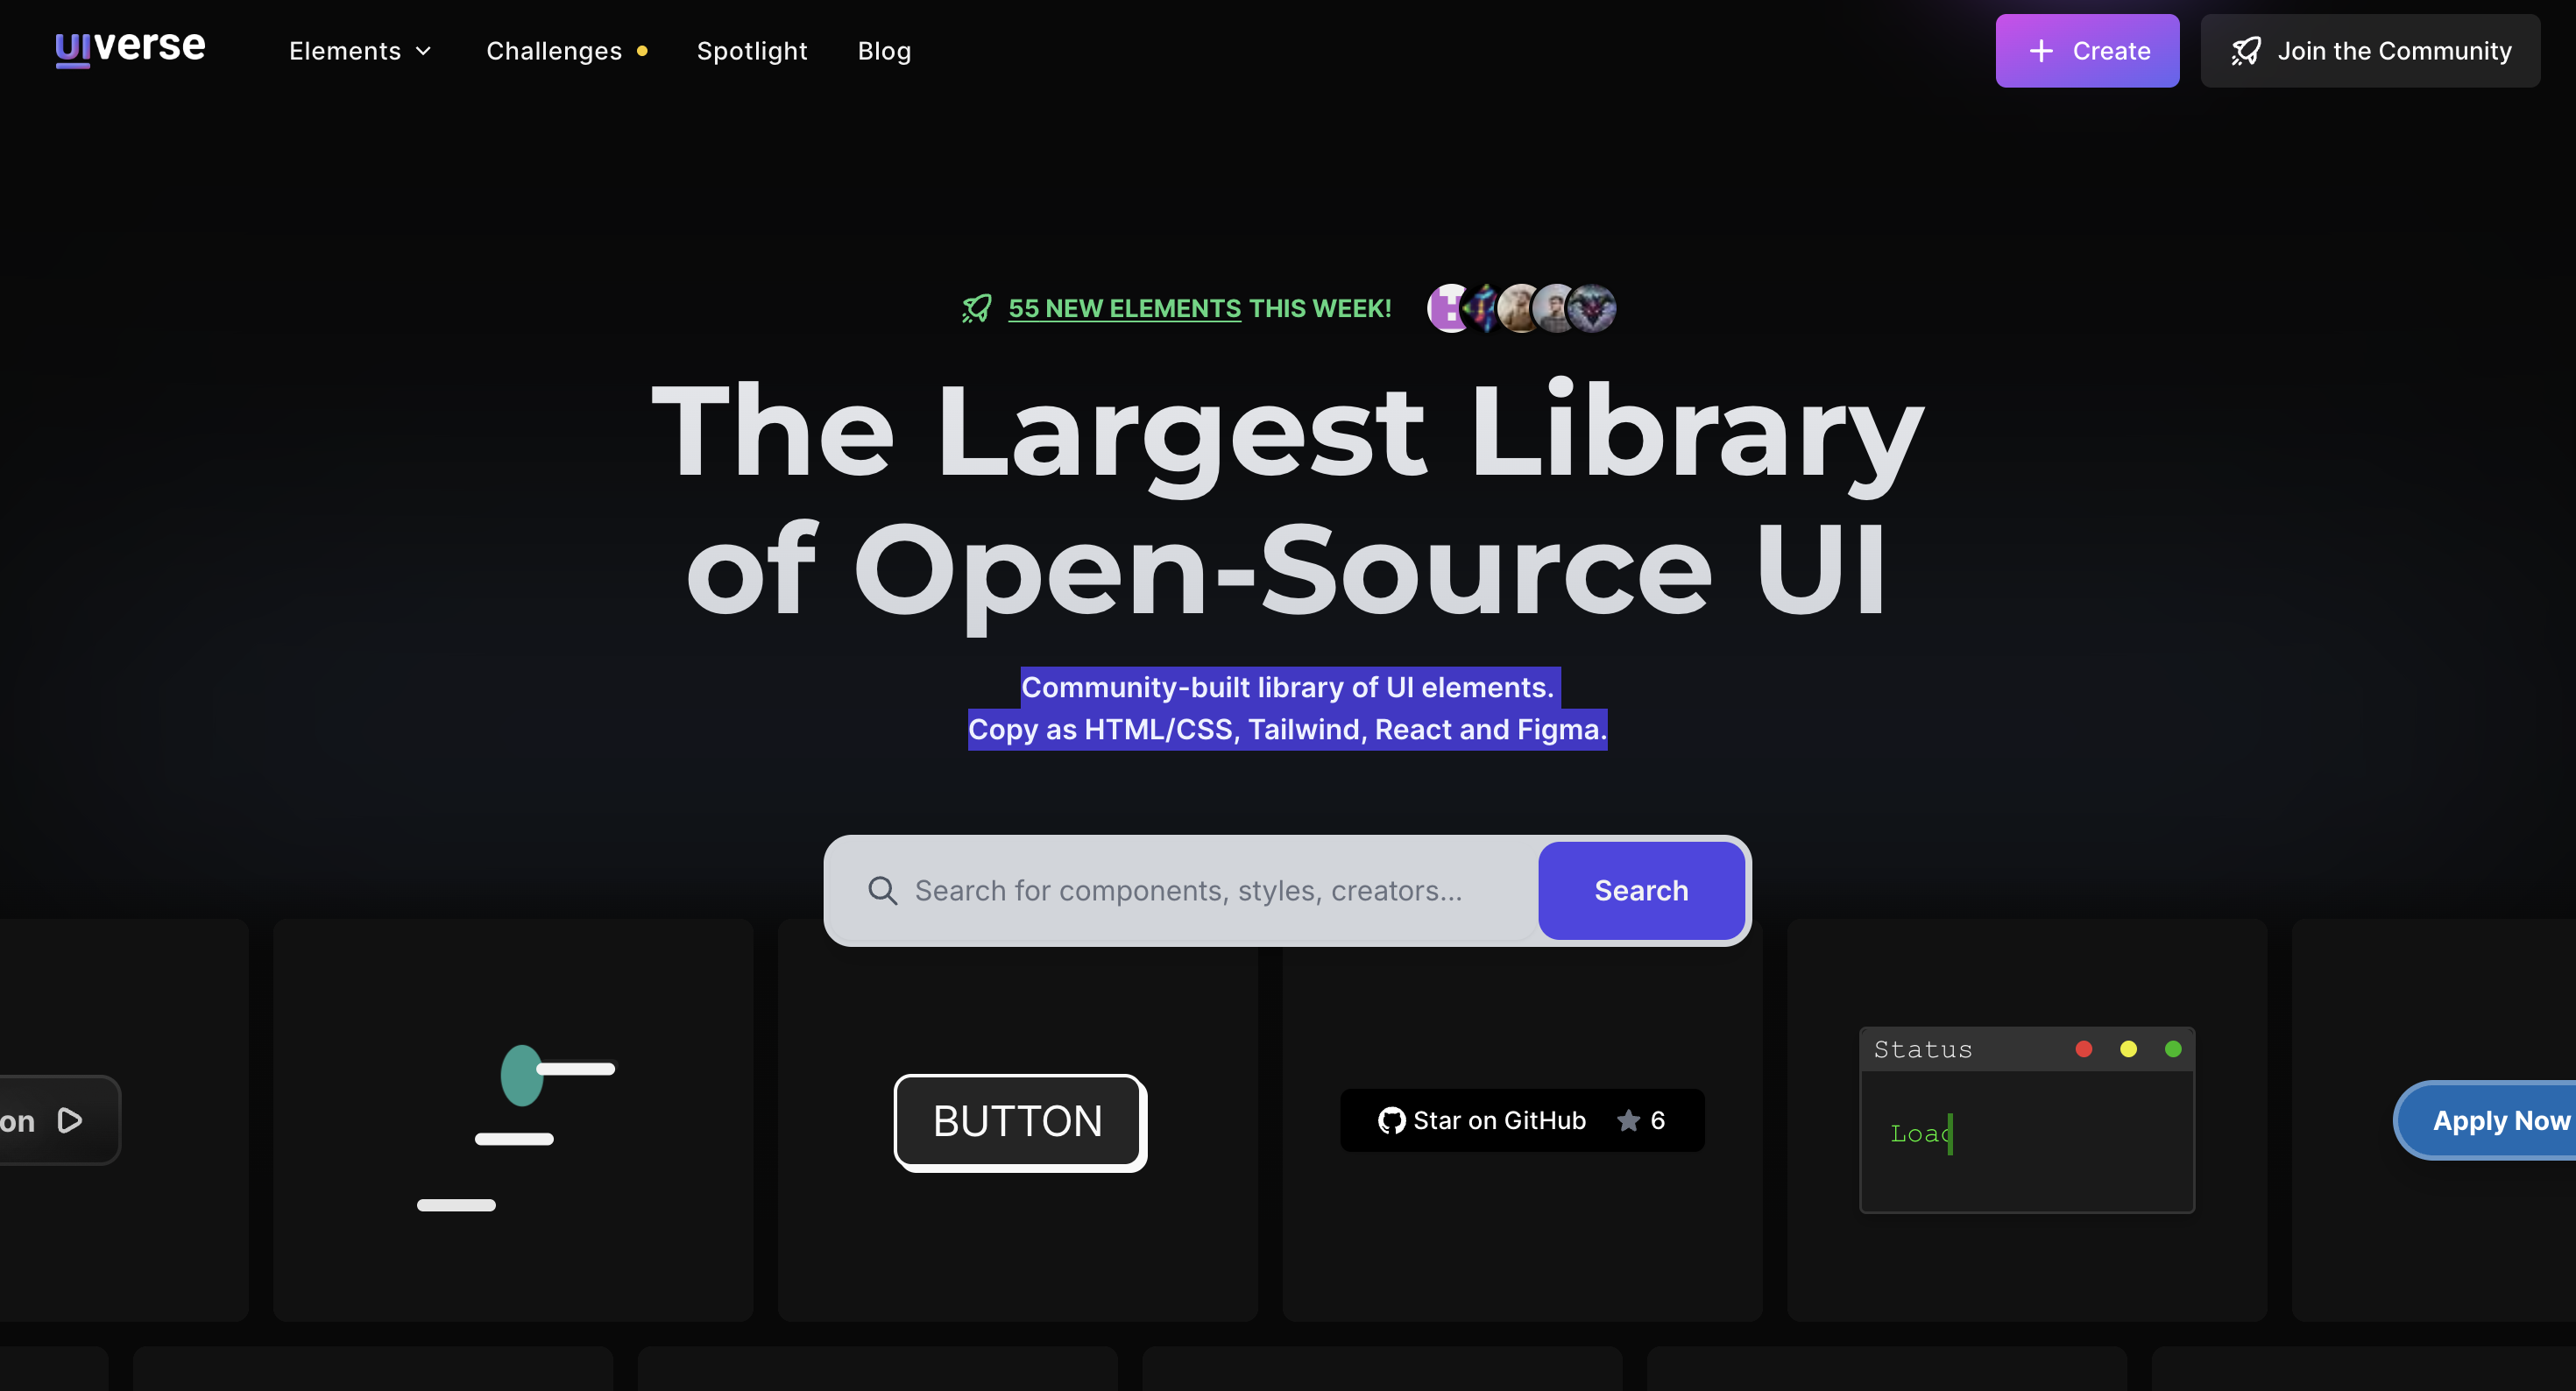 uiverse
Elements
Challenges
Spotlight
Blog
Create
Join the Community
55 NEW ELEMENTS THIS WEEK!
The Largest Library
of Open-Source UI
Community-built library of UI elements.
Copy as HTML/CSS, Tailwind, React and Figma.
Search for components, styles, creators...
Search
on
BUTTON
Star on GitHub 6
Status
Load
Apply Now